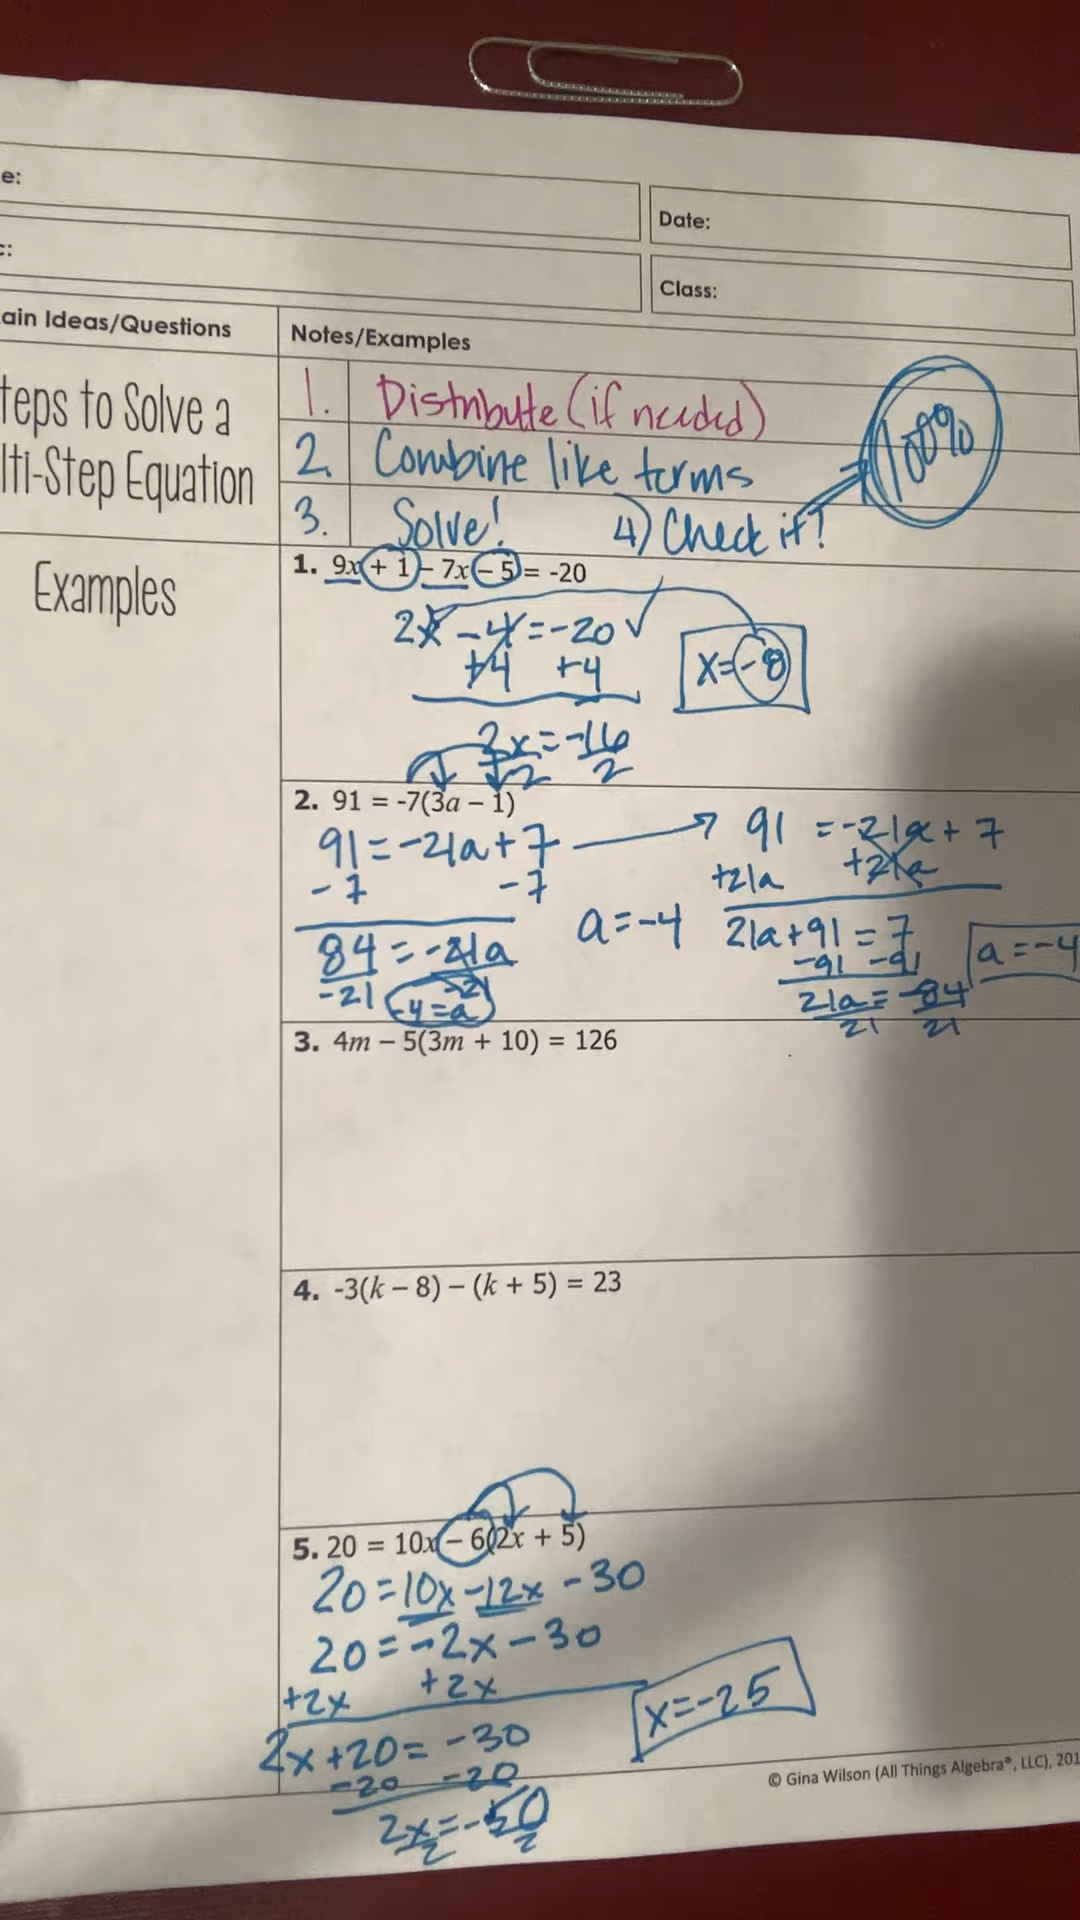 e:
Date:
c:
Class:
ain Ideas/Questions
Notes/Examples
teps to Solve a
lti-Step Equation
1. Distribute (if needed)
2. Combine like terms
3. Solve! 4) Check it!
100%
Examples
1. 9x + 1 - 7x - 5 = -20
2x - 4 = -20 ✓
+4 +4
x = -8
2x = -16
2 2
2. 91 = -7(3a – 1)
91 = -21a + 7
-7 -7
84 = -21a
-21 -21
-4 = a
a = -4
91 = -21a + 7
+21a +21a
21a + 91 = 7
-91 -91
21a = -84
21 21
a = -4
3. 4m – 5(3m + 10) = 126
4. -3(k – 8) – (k + 5) = 23
5. 20 = 10x – 6(2x + 5)
20 = 10x - 12x - 30
20 = -2x - 30
+2x +2x
2x + 20 = -30
-20 -20
2x = -50
2 2
x = -25
© Gina Wilson (All Things Algebra®, LLC), 201